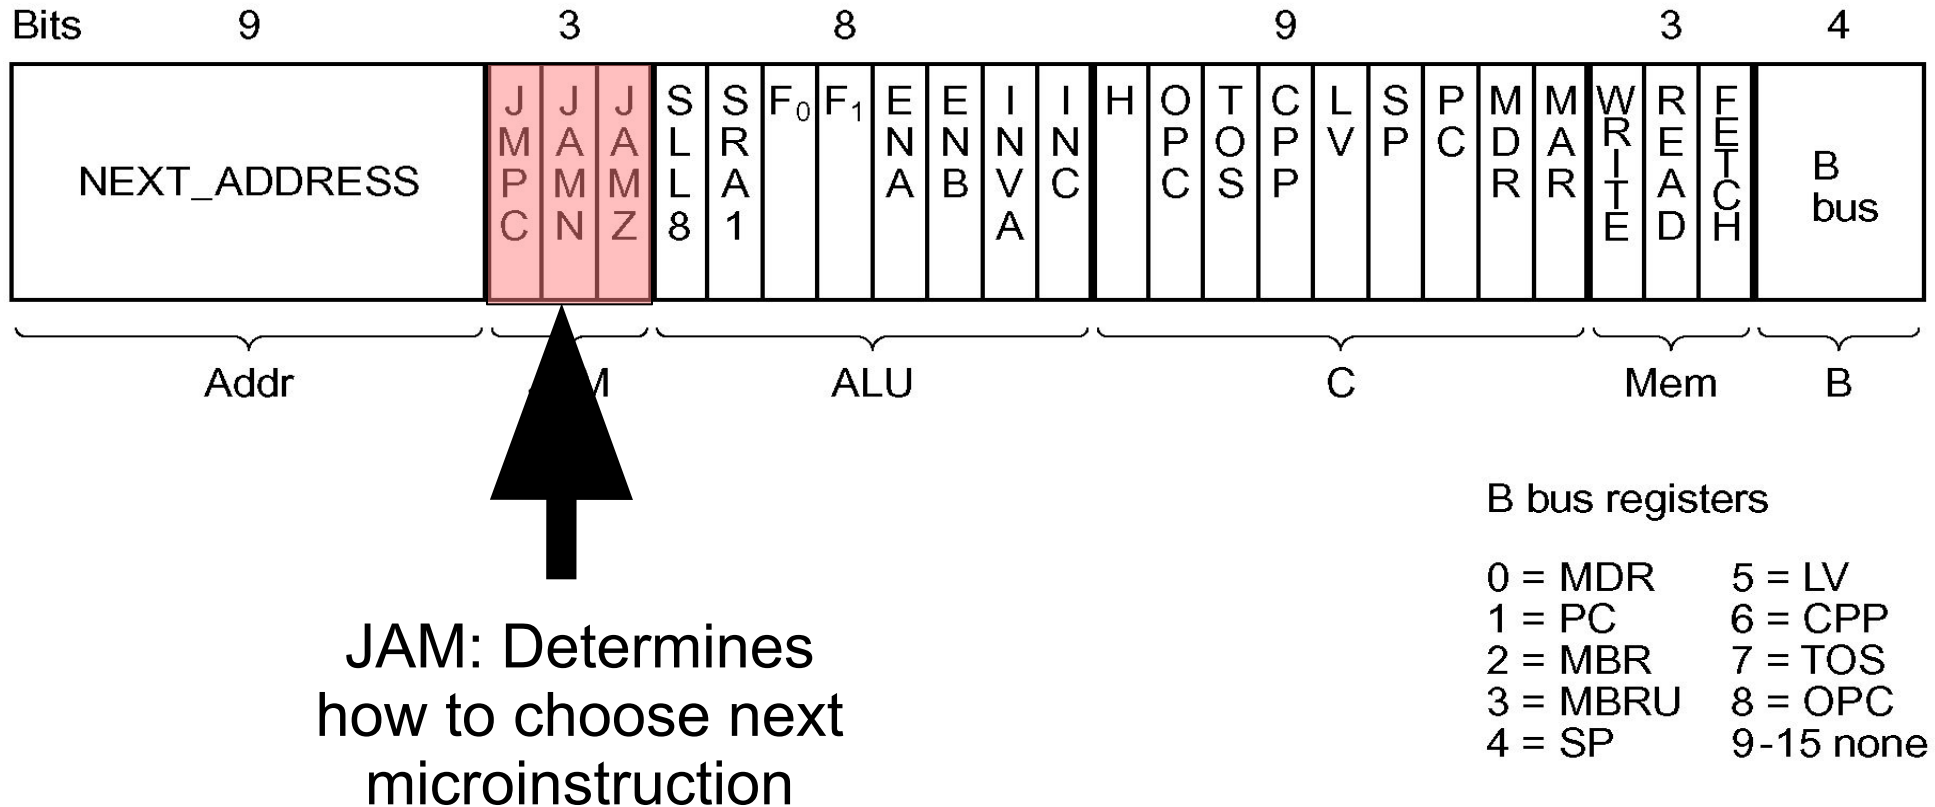 Bits 9 3 8 9 3 4
NEXT_ADDRESS JMPC JAMN JAMZ SLL8 SRA1 F0 F1 ENA ENB INVA INC H OPC TOS CPP LV SP PC MDR MAR WRITE READ FETCH B
bus
Addr ALU C Mem B
JAM: Determines
how to choose next
microinstruction
B bus registers
0 = MDR 5 = LV
1 = PC 6 = CPP
2 = MBR 7 = TOS
3 = MBRU 8 = OPC
4 = SP 9-15 none